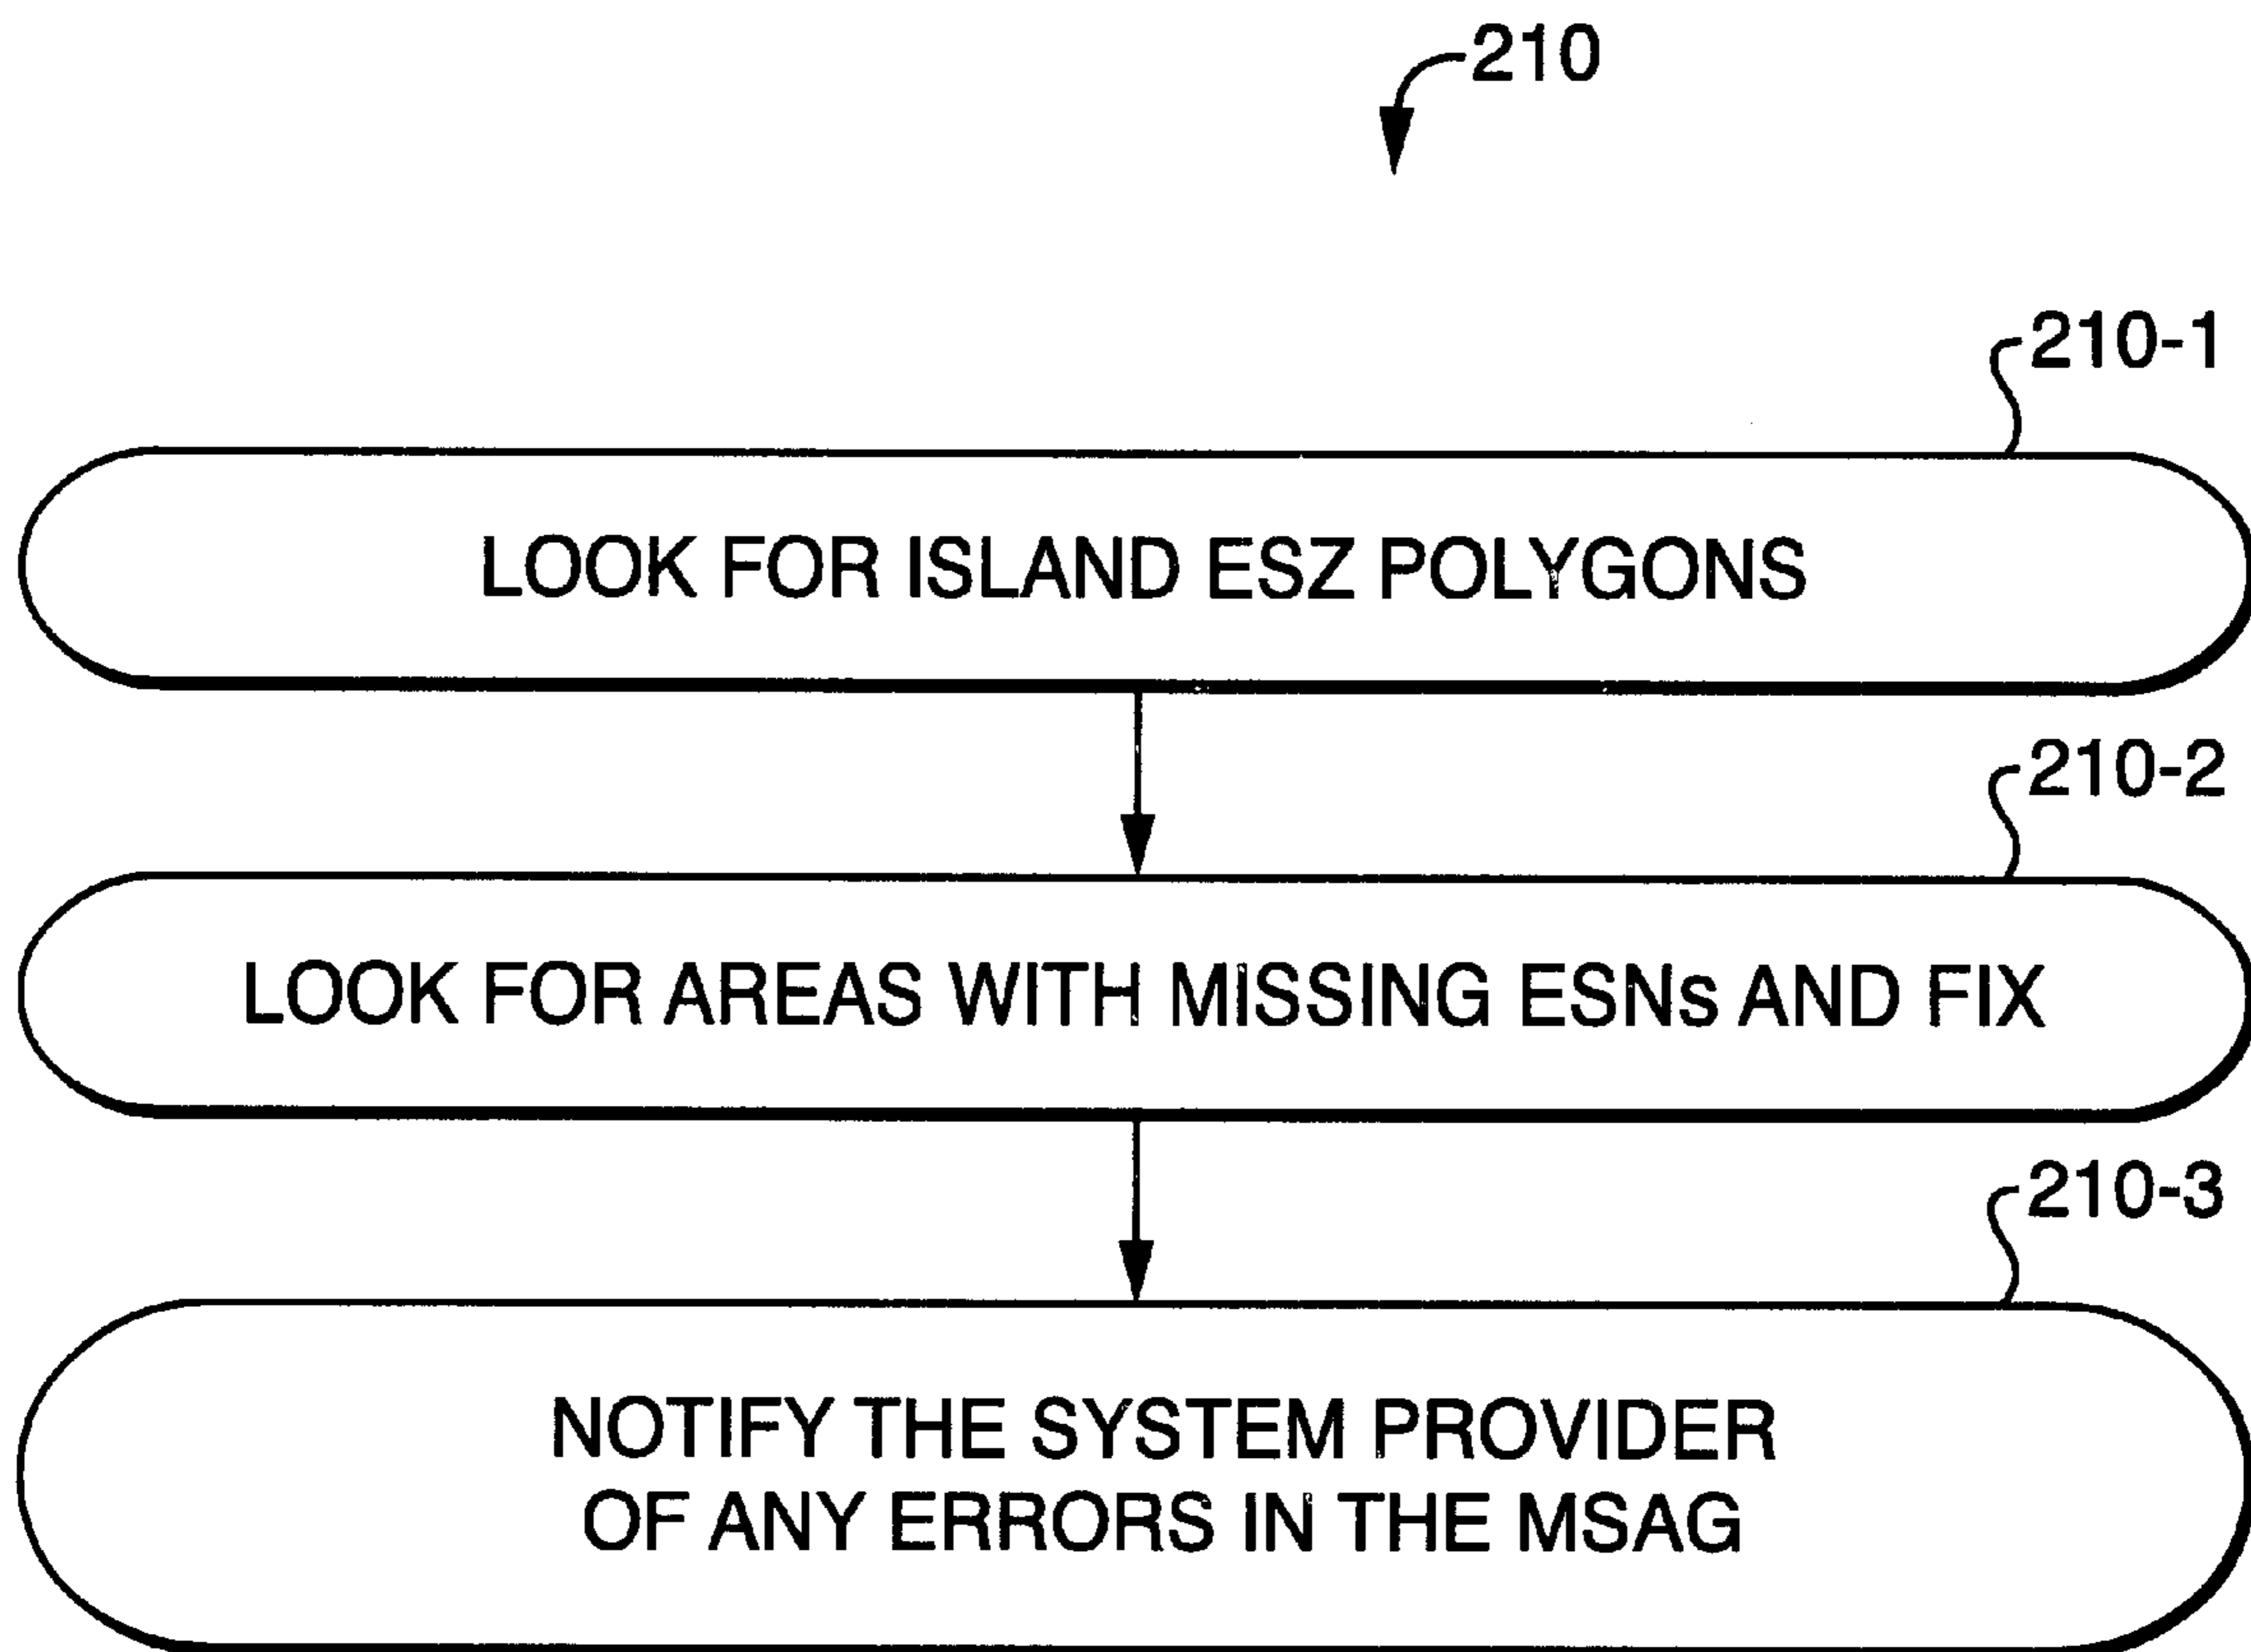 210
210-1
LOOK FOR ISLAND ESZ POLYGONS
210-2
LOOK FOR AREAS WITH MISSING ESNs AND FIX
210-3
NOTIFY THE SYSTEM PROVIDER
OF ANY ERRORS IN THE MSAG